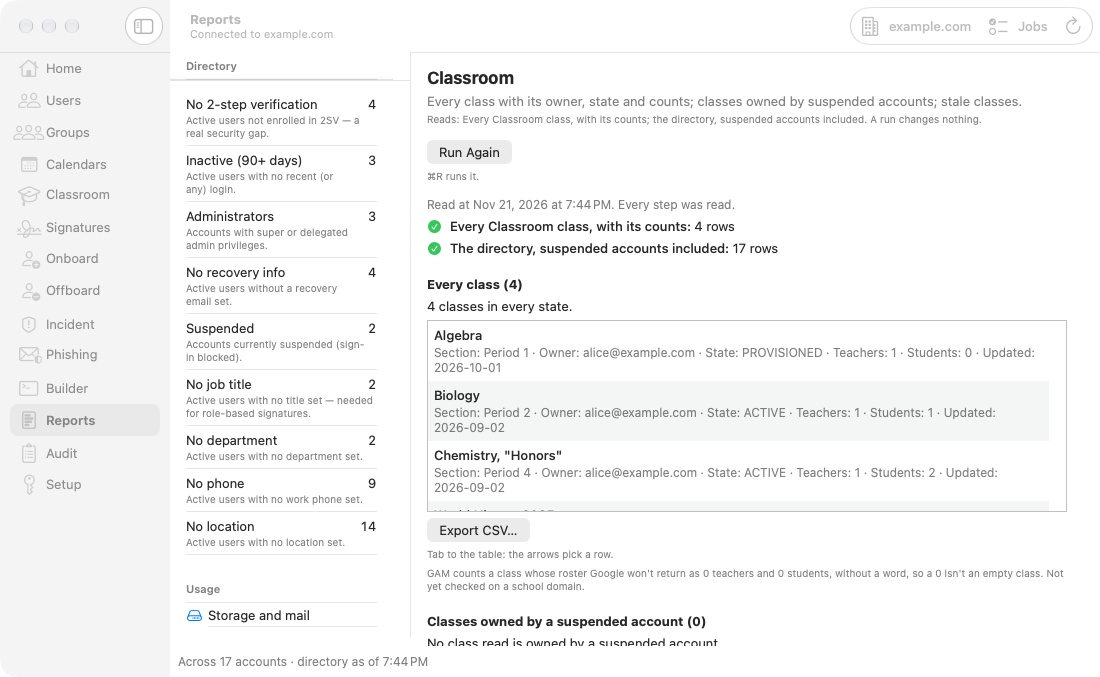 Reports
Connected to example.com
example.com
Jobs
Home
Users
Groups
Calendars
Classroom
Signatures
Onboard
Offboard
Incident
Phishing
Builder
Reports
Audit
Setup
Directory
No 2-step verification 4
Active users not enrolled in 2SV — a
real security gap.
Inactive (90+ days) 3
Active users with no recent (or
any) login.
Administrators 3
Accounts with super or delegated
admin privileges.
No recovery info 4
Active users without a recovery
email set.
Suspended 2
Accounts currently suspended (sign-
in blocked).
No job title 2
Active users with no title set — needed
for role-based signatures.
No department 2
Active users with no department set.
No phone 9
Active users with no work phone set.
No location 14
Active users with no location set.
Usage
Storage and mail
Across 17 accounts · directory as of 7:44 PM
Classroom
Every class with its owner, state and counts; classes owned by suspended accounts; stale classes.
Reads: Every Classroom class, with its counts; the directory, suspended accounts included. A run changes nothing.
Run Again
⌘R runs it.
Read at Nov 21, 2026 at 7:44 PM. Every step was read.
Every Classroom class, with its counts: 4 rows
The directory, suspended accounts included: 17 rows
Every class (4)
4 classes in every state.
Algebra
Section: Period 1 · Owner: alice@example.com · State: PROVISIONED · Teachers: 1 · Students: 0 · Updated:
2026-10-01
Biology
Section: Period 2 · Owner: alice@example.com · State: ACTIVE · Teachers: 1 · Students: 1 · Updated:
2026-09-02
Chemistry, "Honors"
Section: Period 4 · Owner: alice@example.com · State: ACTIVE · Teachers: 1 · Students: 2 · Updated:
2026-09-02
Export CSV…
Tab to the table: the arrows pick a row.
GAM counts a class whose roster Google won't return as 0 teachers and 0 students, without a word, so a 0 isn't an empty class. Not
yet checked on a school domain.
Classes owned by a suspended account (0)
No class read is owned by a suspended account